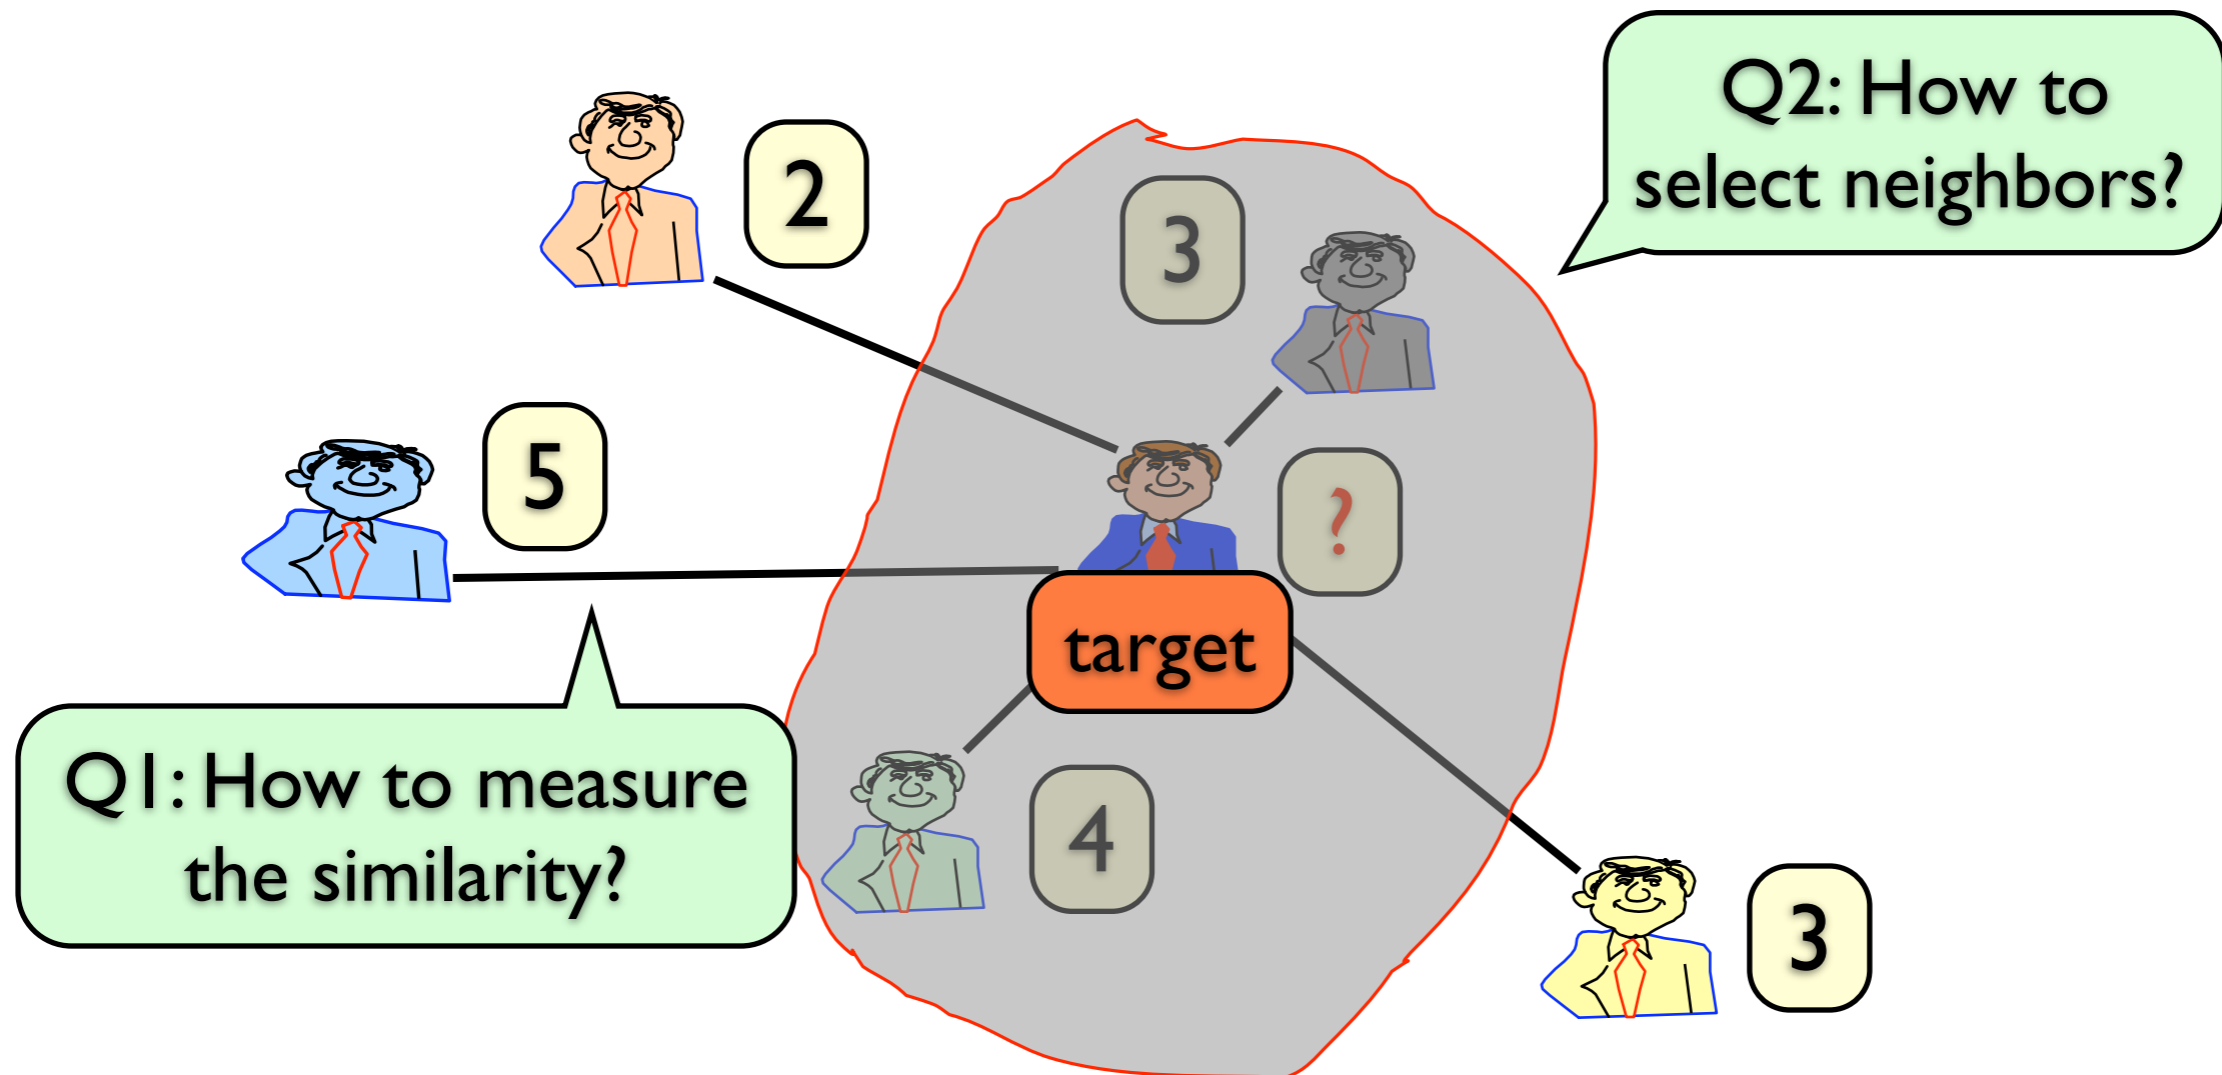 Q2: How to
select neighbors?
2
3
5
?
target
Q1: How to measure
the similarity?
4
3